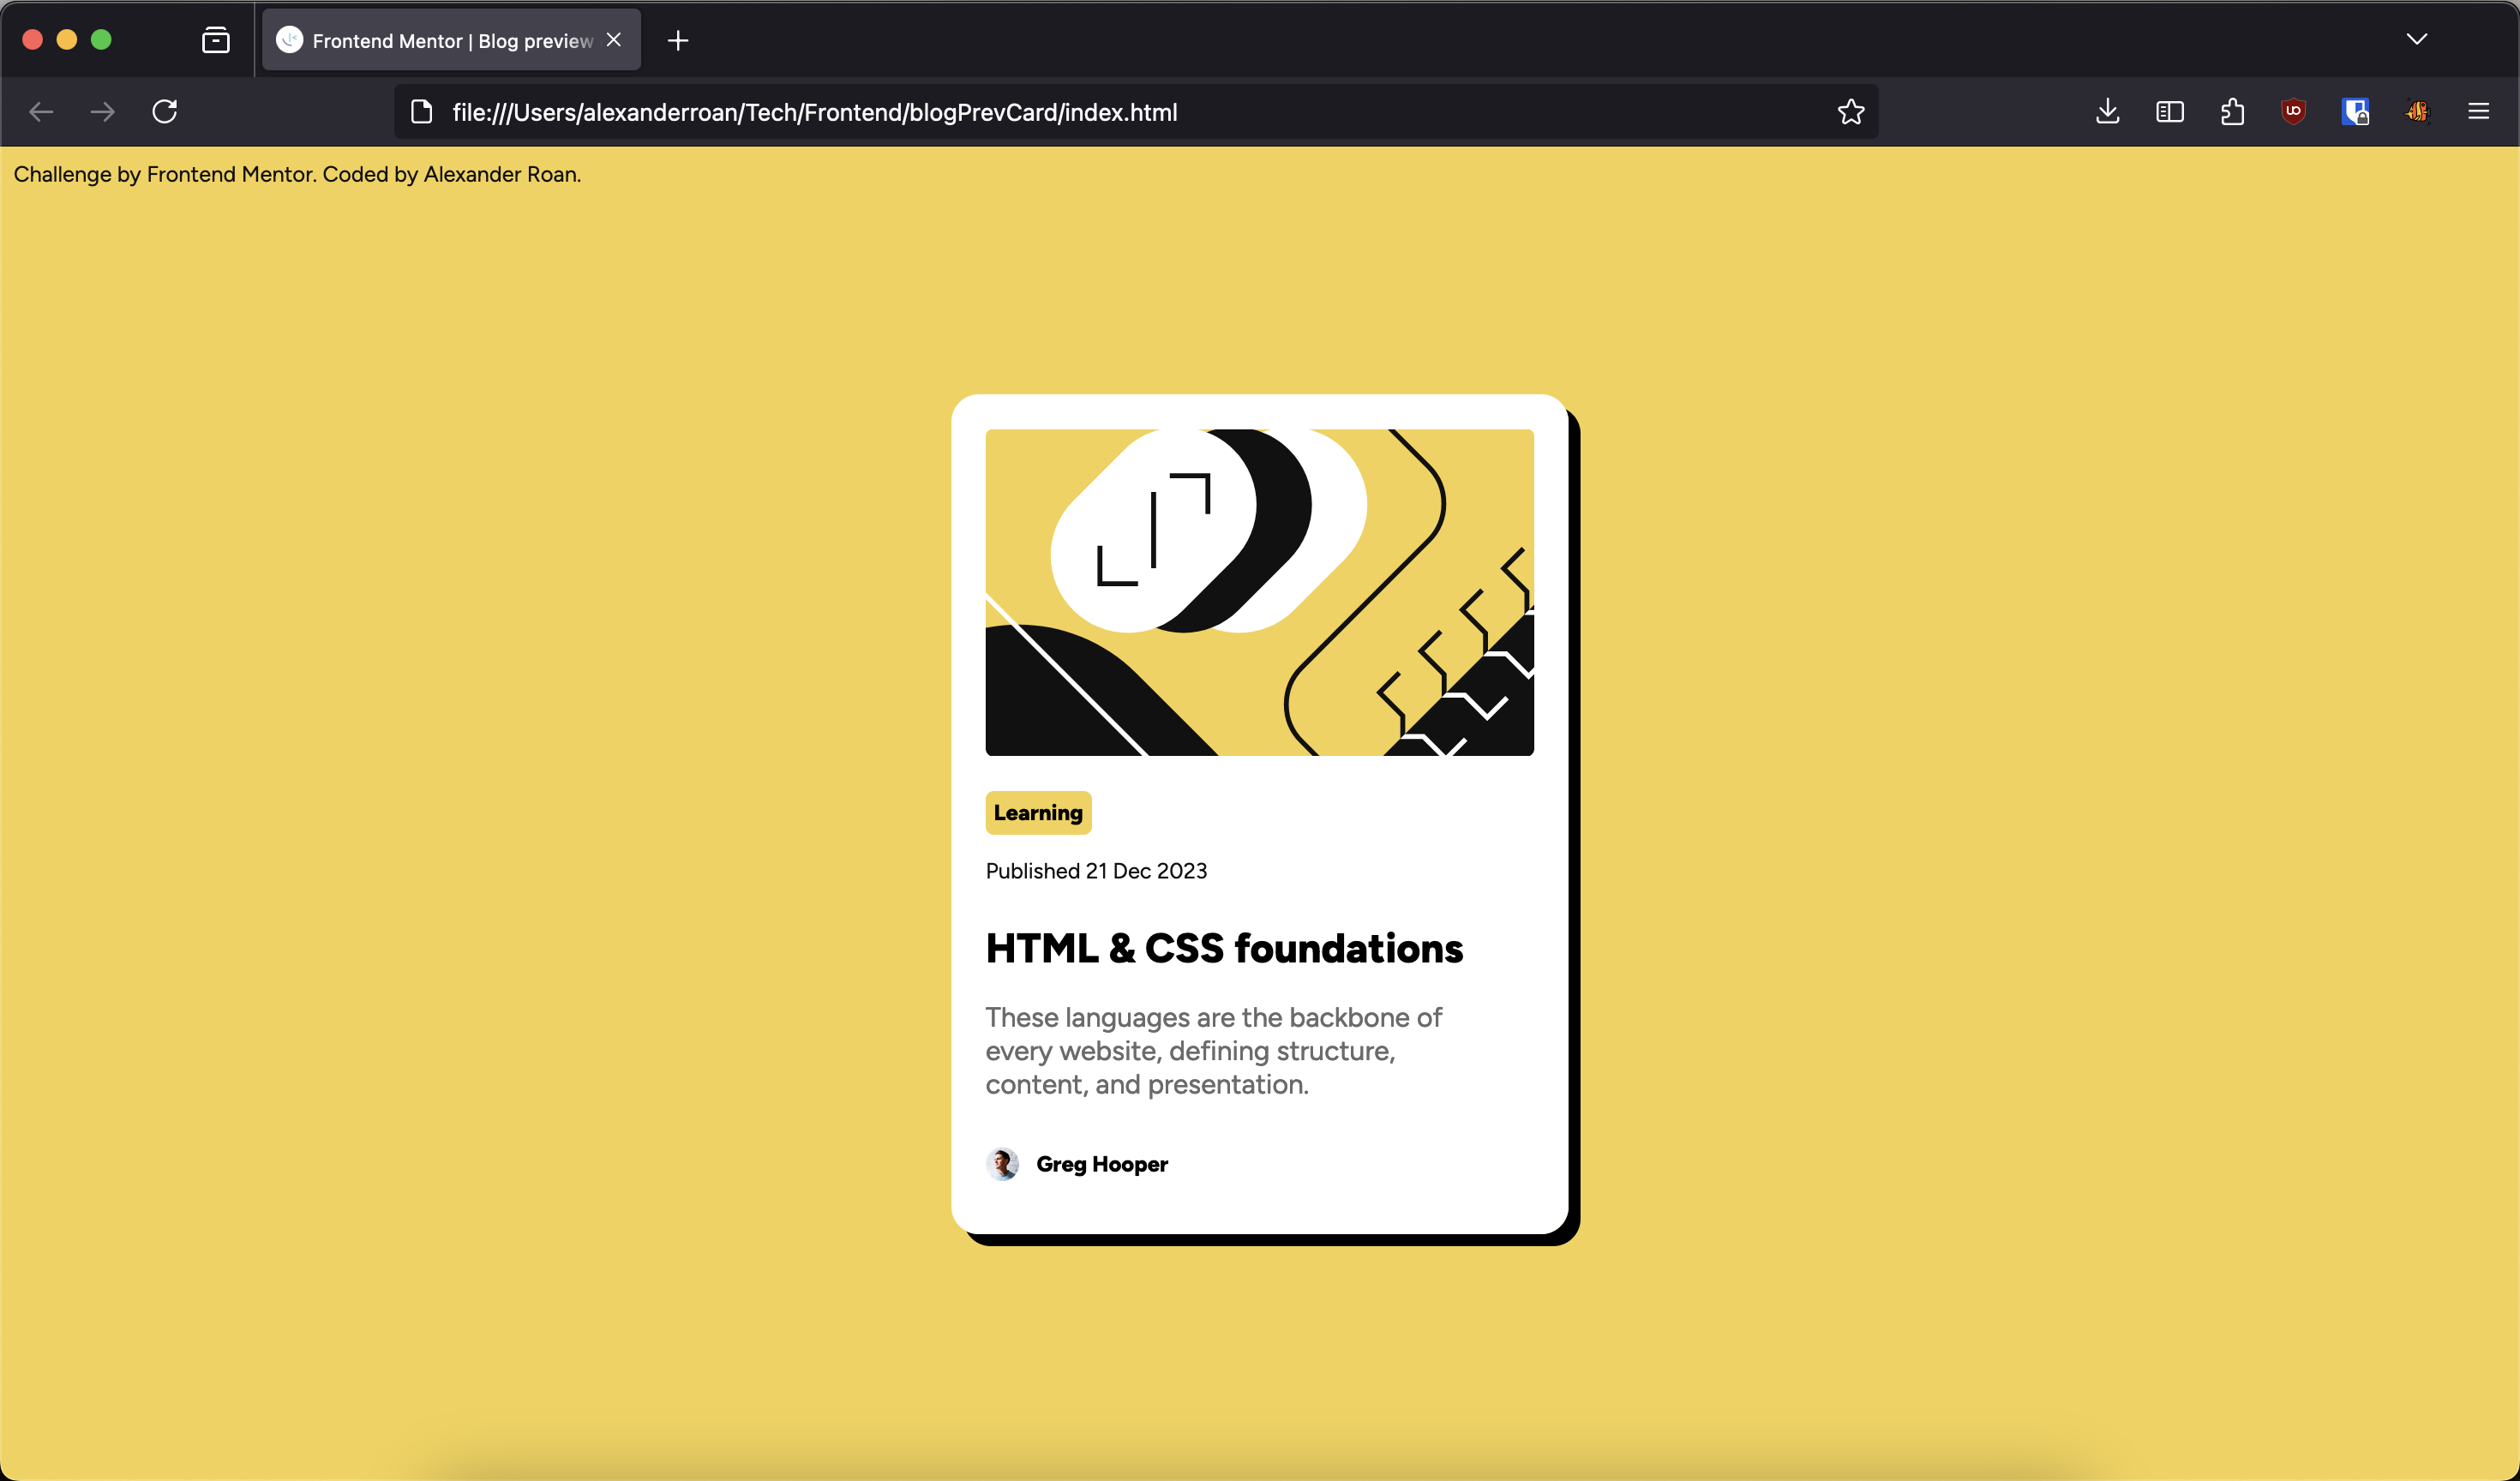 Frontend Mentor | Blog preview
file:///Users/alexanderroan/Tech/Frontend/blogPrevCard/index.html
Challenge by Frontend Mentor. Coded by Alexander Roan.
Learning
Published 21 Dec 2023
HTML & CSS foundations
These languages are the backbone of
every website, defining structure,
content, and presentation.
Greg Hooper